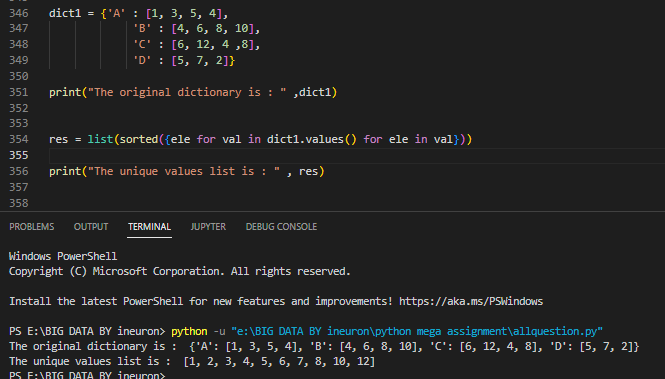 346 dict1 = {'A' : [1, 3, 5, 4],
347 'B' : [4, 6, 8, 10],
348 'C' : [6, 12, 4 ,8],
349 'D' : [5, 7, 2]}
350
351 print("The original dictionary is : " ,dict1)
352
353
354 res = list(sorted({ele for val in dict1.values() for ele in val}))
355
356 print("The unique values list is : " , res)
357
358
PROBLEMS OUTPUT TERMINAL JUPYTER DEBUG CONSOLE
Windows PowerShell
Copyright (C) Microsoft Corporation. All rights reserved.
Install the latest PowerShell for new features and improvements! https://aka.ms/PSWindows
PS E:\BIG DATA BY ineuron> python -u "e:\BIG DATA BY ineuron\python mega assignment\allquestion.py"
The original dictionary is :  {'A': [1, 3, 5, 4], 'B': [4, 6, 8, 10], 'C': [6, 12, 4, 8], 'D': [5, 7, 2]}
The unique values list is :  [1, 2, 3, 4, 5, 6, 7, 8, 10, 12]
PS E:\BIG DATA BY ineuron>